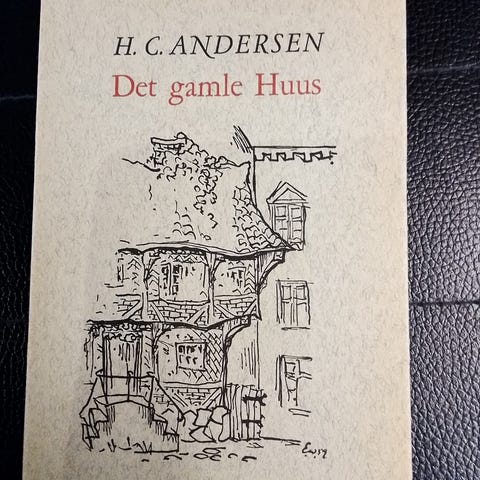 H. C. ANDERSEN
Det gamle Huus